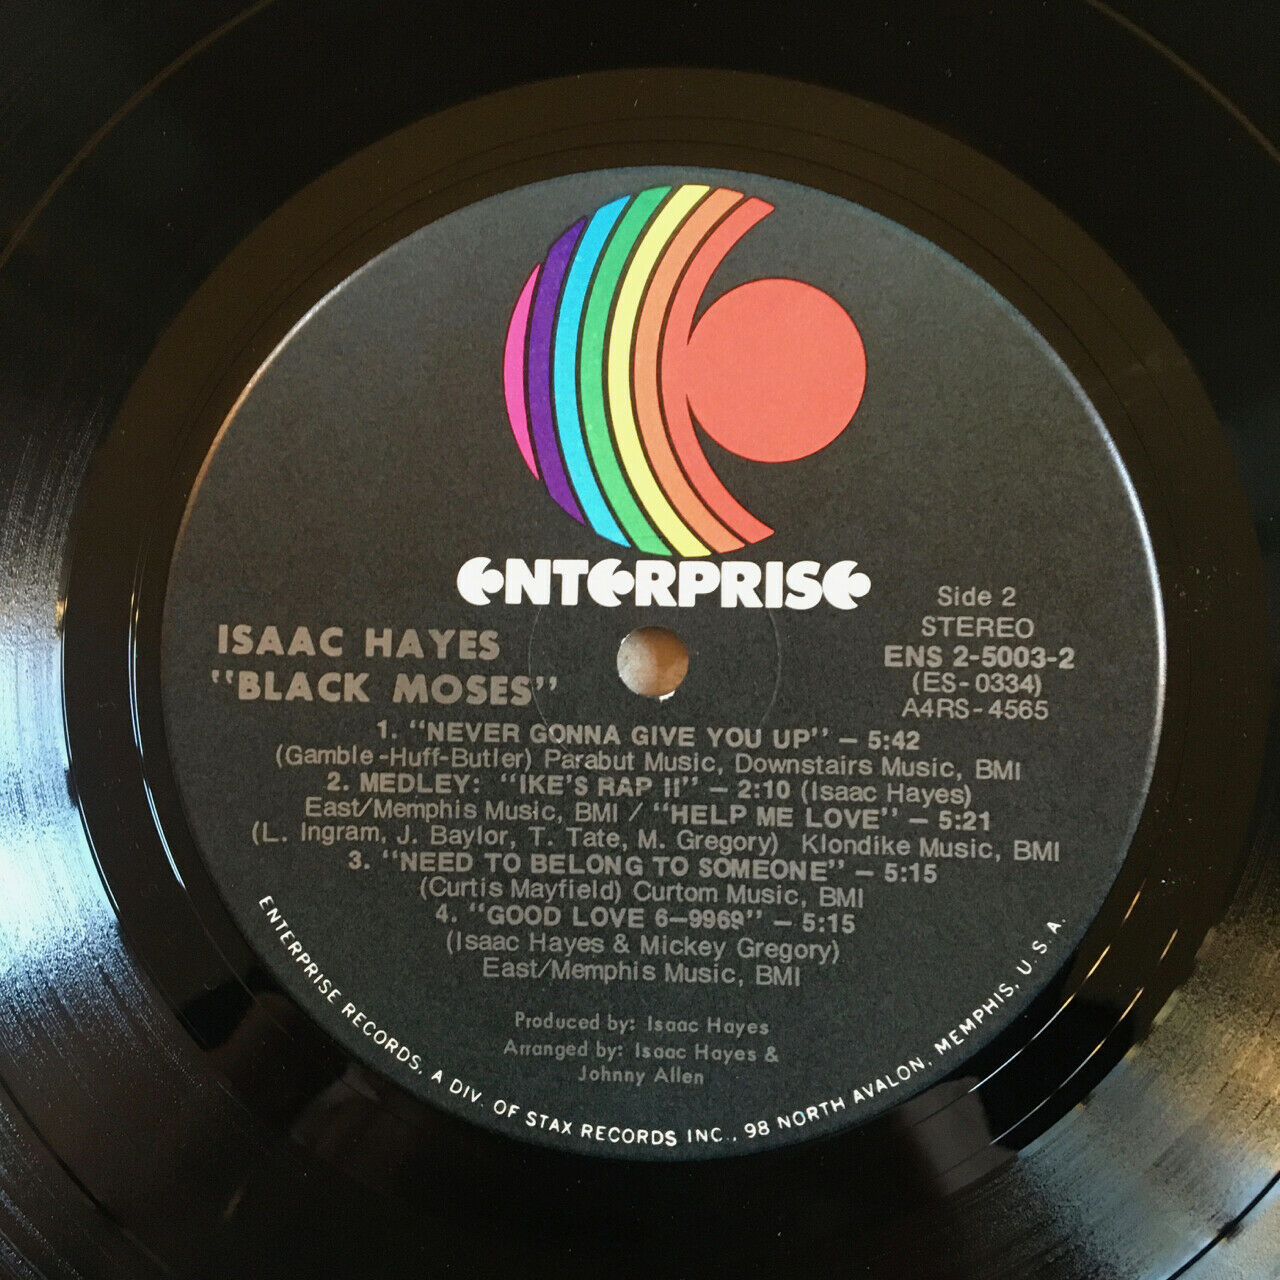 ENTERPRISE
Side 2
STEREO
ENS 2-5003-2
(ES-0334)
A4RS-4565
ISAAC HAYES
"BLACK MOSES"
1. "NEVER GONNA GIVE YOU UP" – 5:42
(Gamble-Huff-Butler) Parabut Music, Downstairs Music, BMI
2. MEDLEY: "IKE'S RAP II" – 2:10 (Isaac Hayes)
East/Memphis Music, BMI / "HELP ME LOVE" – 5:21
(L. Ingram, J. Baylor, T. Tate, M. Gregory) Klondike Music, BMI
3. "NEED TO BELONG TO SOMEONE" – 5:15
(Curtis Mayfield) Curtom Music, BMI
4. "GOOD LOVE 6-9969" – 5:15
(Isaac Hayes & Mickey Gregory)
East/Memphis Music, BMI
Produced by: Isaac Hayes
Arranged by: Isaac Hayes &
Johnny Allen
ENTERPRISE RECORDS, A DIV. OF STAX RECORDS INC., 98 NORTH AVALON, MEMPHIS, U.S.A.